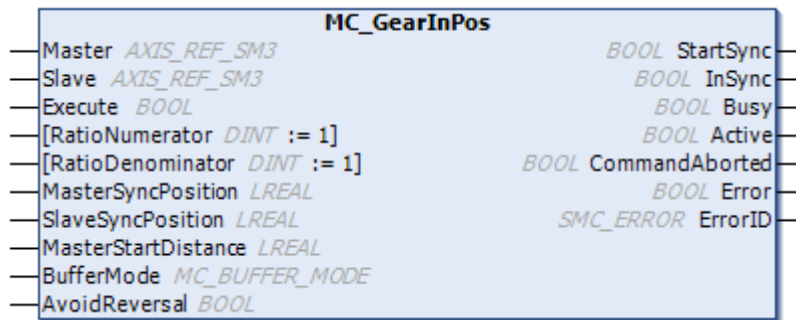 MC_GearInPos
Master AXIS_REF_SM3 BOOL StartSync
Slave AXIS_REF_SM3 BOOL InSync
Execute BOOL BOOL Busy
[RatioNumerator DINT := 1] BOOL Active
[RatioDenominator DINT := 1] BOOL CommandAborted
MasterSyncPosition LREAL BOOL Error
SlaveSyncPosition LREAL SMC_ERROR ErrorID
MasterStartDistance LREAL
BufferMode MC_BUFFER_MODE
AvoidReversal BOOL